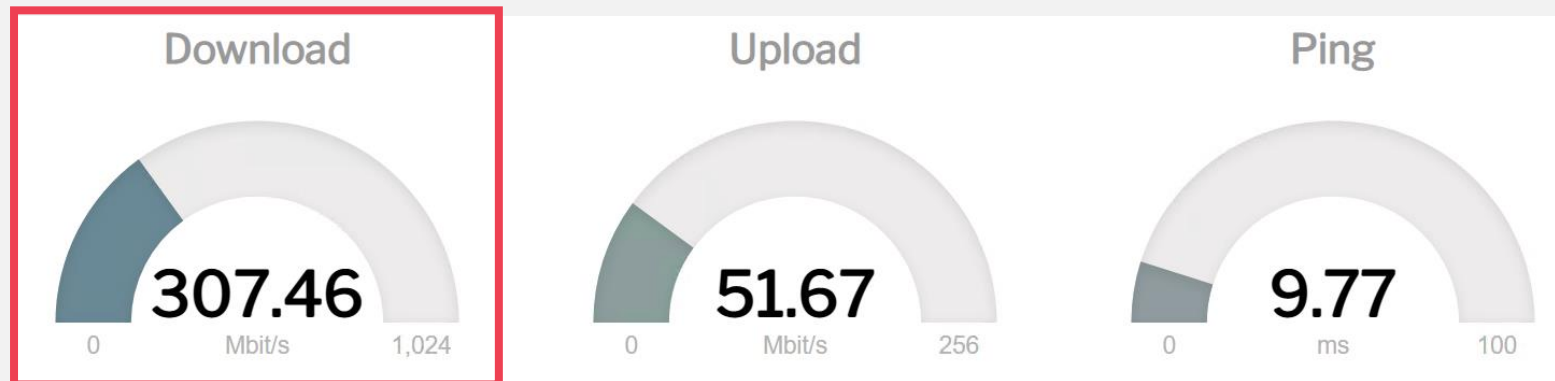 Download
307.46
0 Mbit/s 1,024
Upload
51.67
0 Mbit/s 256
Ping
9.77
0 ms 100